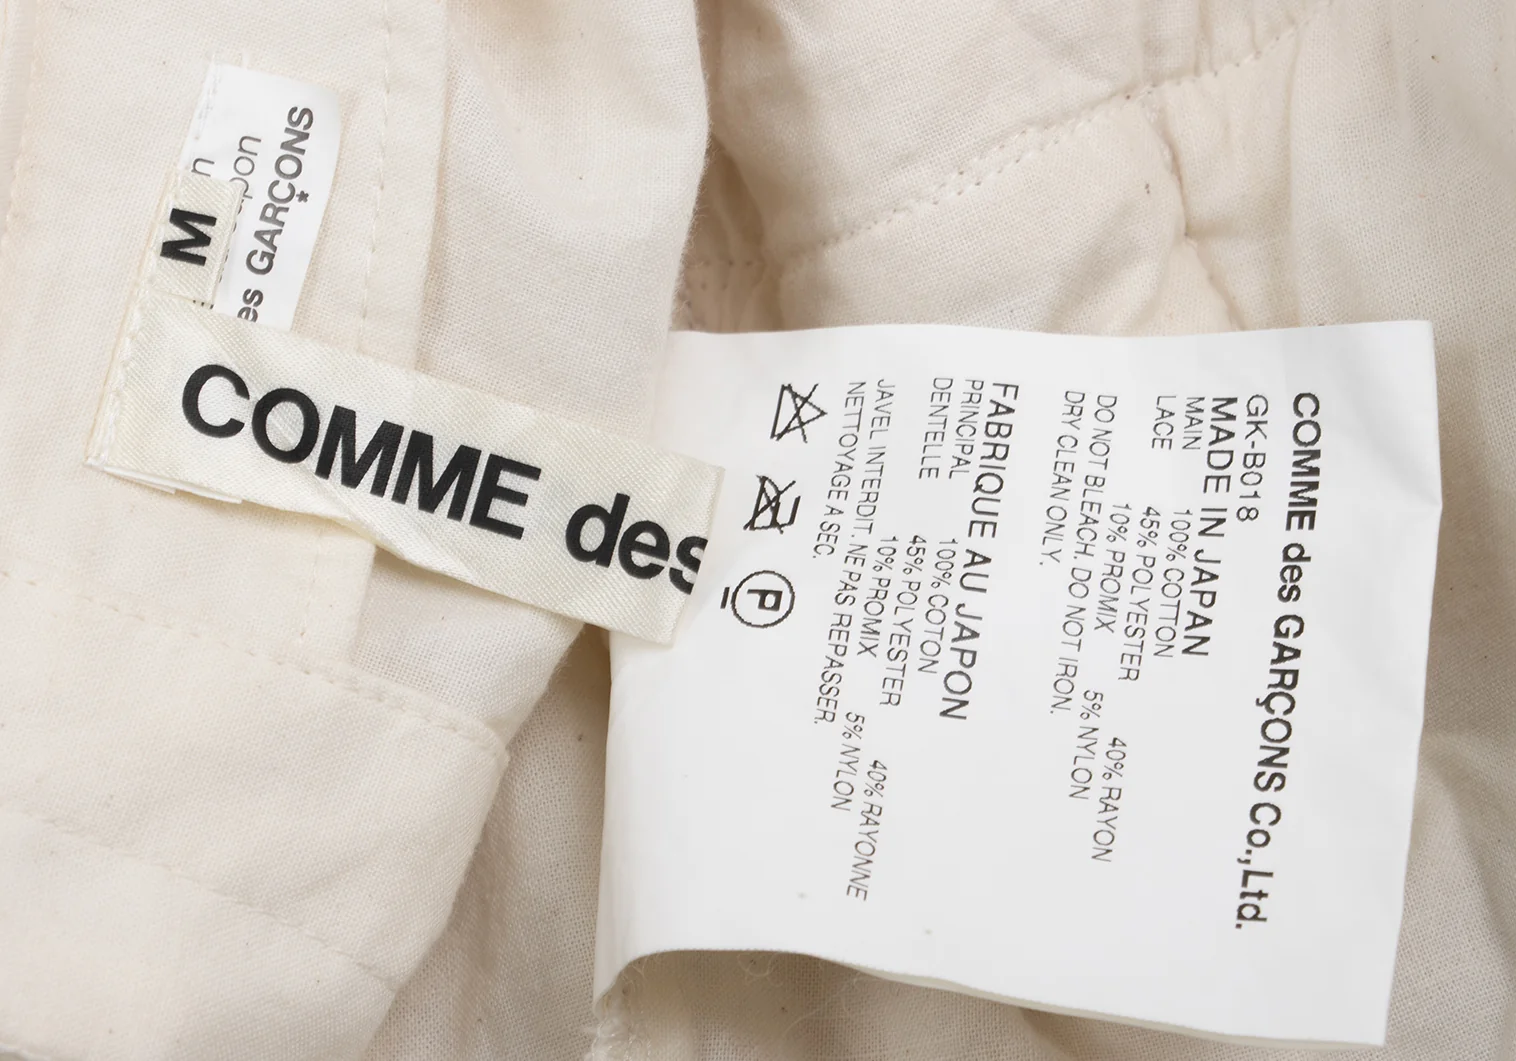 n
pon
es GARÇONS
*
M
COMME des
COMME des GARÇONS Co.,Ltd.
GK-B018
MADE IN JAPAN
MAIN 100% COTTON
LACE 45% POLYESTER 40% RAYON
10% PROMIX 5% NYLON
DO NOT BLEACH. DO NOT IRON.
DRY CLEAN ONLY.
FABRIQUE AU JAPON
PRINCIPAL 100% COTON
DENTELLE 45% POLYESTER 40% RAYONNE
10% PROMIX 5% NYLON
JAVEL INTERDIT. NE PAS REPASSER.
NETTOYAGE A SEC.
P